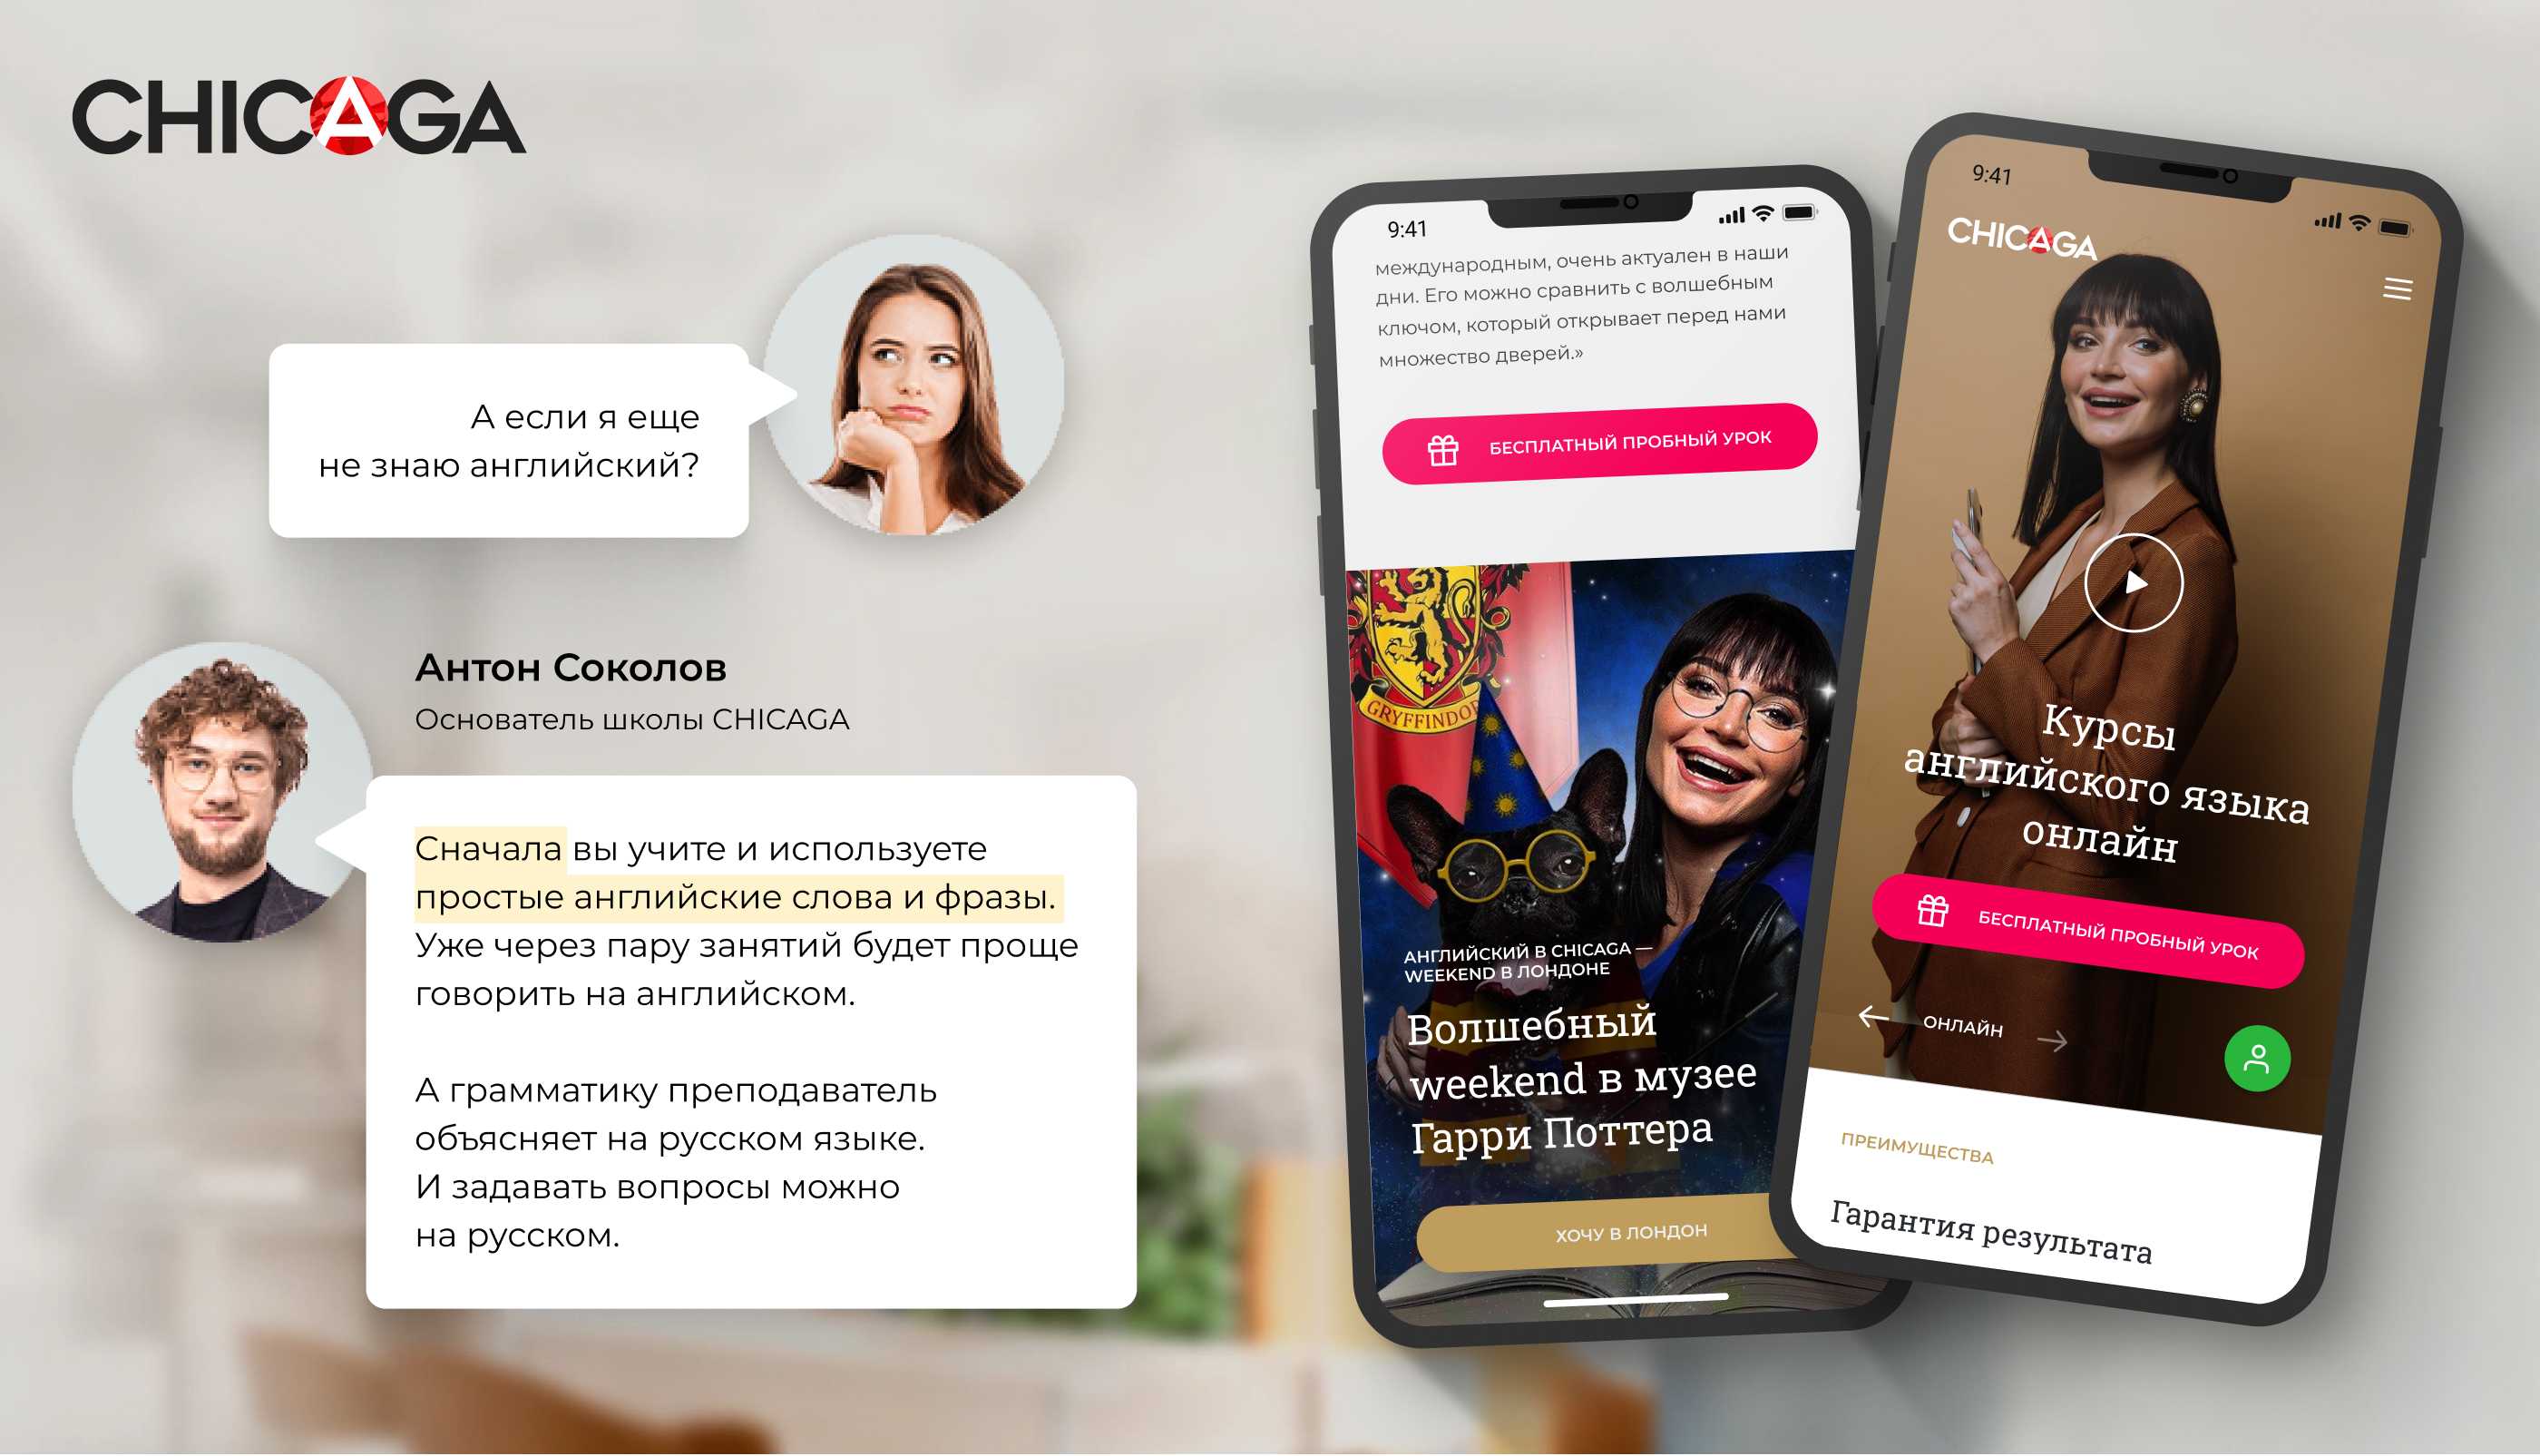 CHICAGA
А если я еще
не знаю английский?
Антон Соколов
Основатель школы CHICAGA
Сначала вы учите и используете
простые английские слова и фразы.
Уже через пару занятий будет проще
говорить на английском.
А грамматику преподаватель
объясняет на русском языке.
И задавать вопросы можно
на русском.
9:41
международным, очень актуален в наши
дни. Его можно сравнить с волшебным
ключом, который открывает перед нами
множество дверей.»
БЕСПЛАТНЫЙ ПРОБНЫЙ УРОК
GRYFFINDOR
АНГЛИЙСКИЙ В CHICAGA —
WEEKEND В ЛОНДОНЕ
Волшебный
weekend в музее
Гарри Поттера
ХОЧУ В ЛОНДОН
9:41
CHICAGA
Курсы
английского языка
онлайн
БЕСПЛАТНЫЙ ПРОБНЫЙ УРОК
ОНЛАЙН
ПРЕИМУЩЕСТВА
Гарантия результата